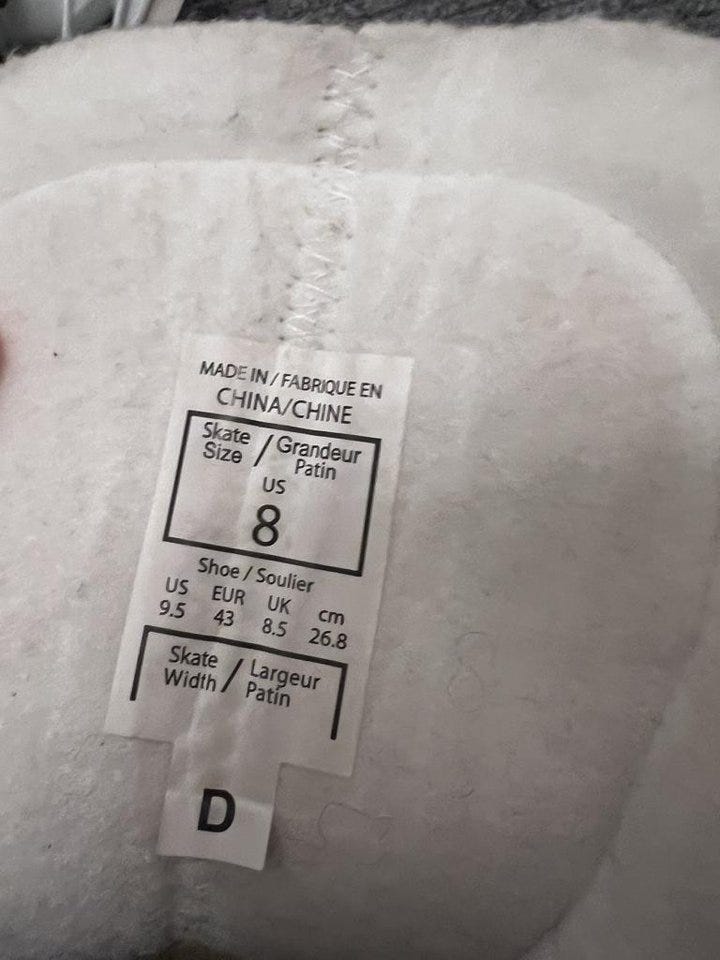 MADE IN / FABRIQUE EN
CHINA/CHINE
Skate Size / Grandeur Patin
US
8
Shoe / Soulier
US EUR UK cm
9.5 43 8.5 26.8
Skate Width / Largeur Patin
D